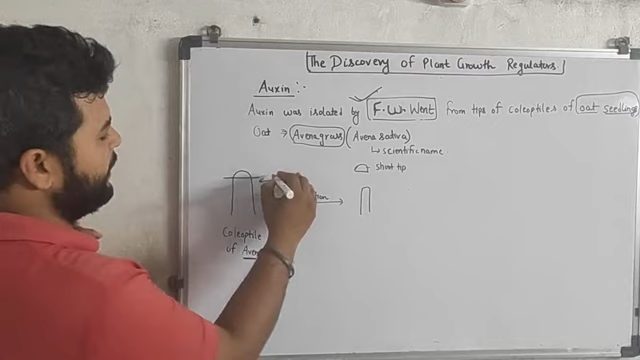 The Discovery of Plant Growth Regulators.
Auxin :-
Auxin was isolated by F.W. Went from tips of coleoptiles of oat seedlings
Oat → Avena grass (Avena sativa)
↳ scientific name
shoot tip
Coleoptile
of